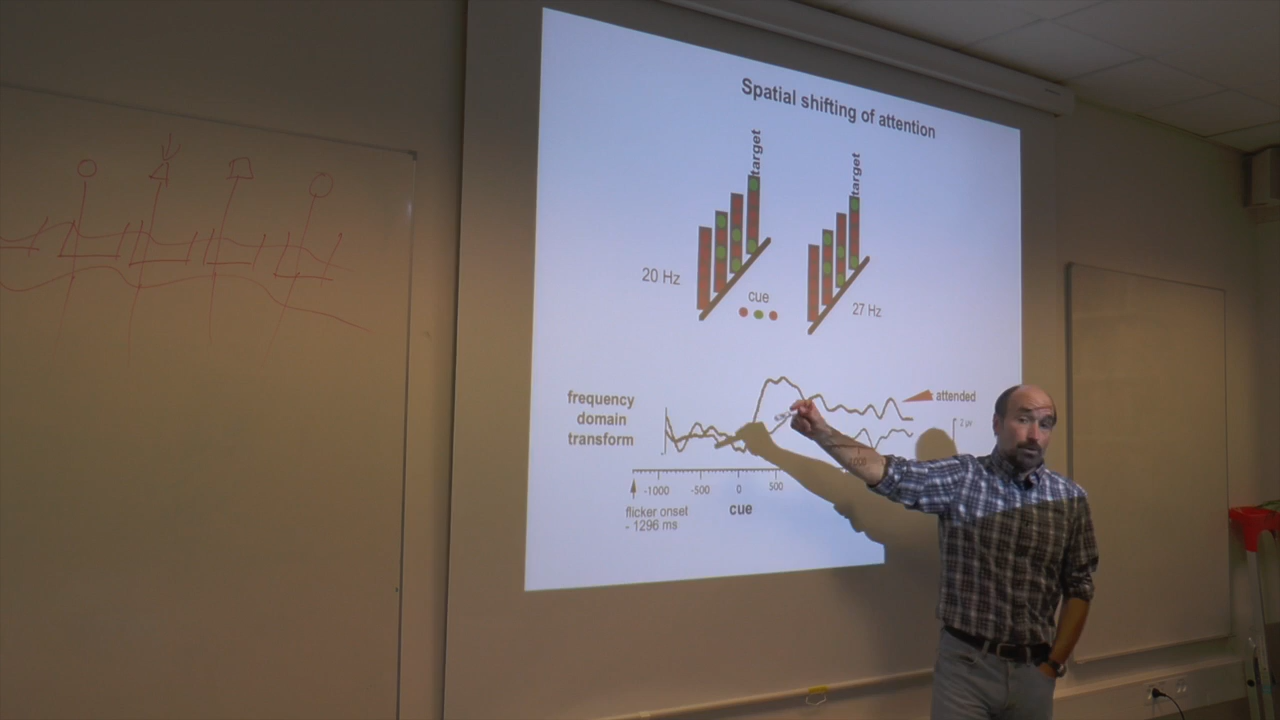 Spatial shifting of attention
target
target
20 Hz
cue
27 Hz
frequency
domain
transform
attended
2 µv
-1000
-500
0
500
1000
flicker onset
- 1296 ms
cue